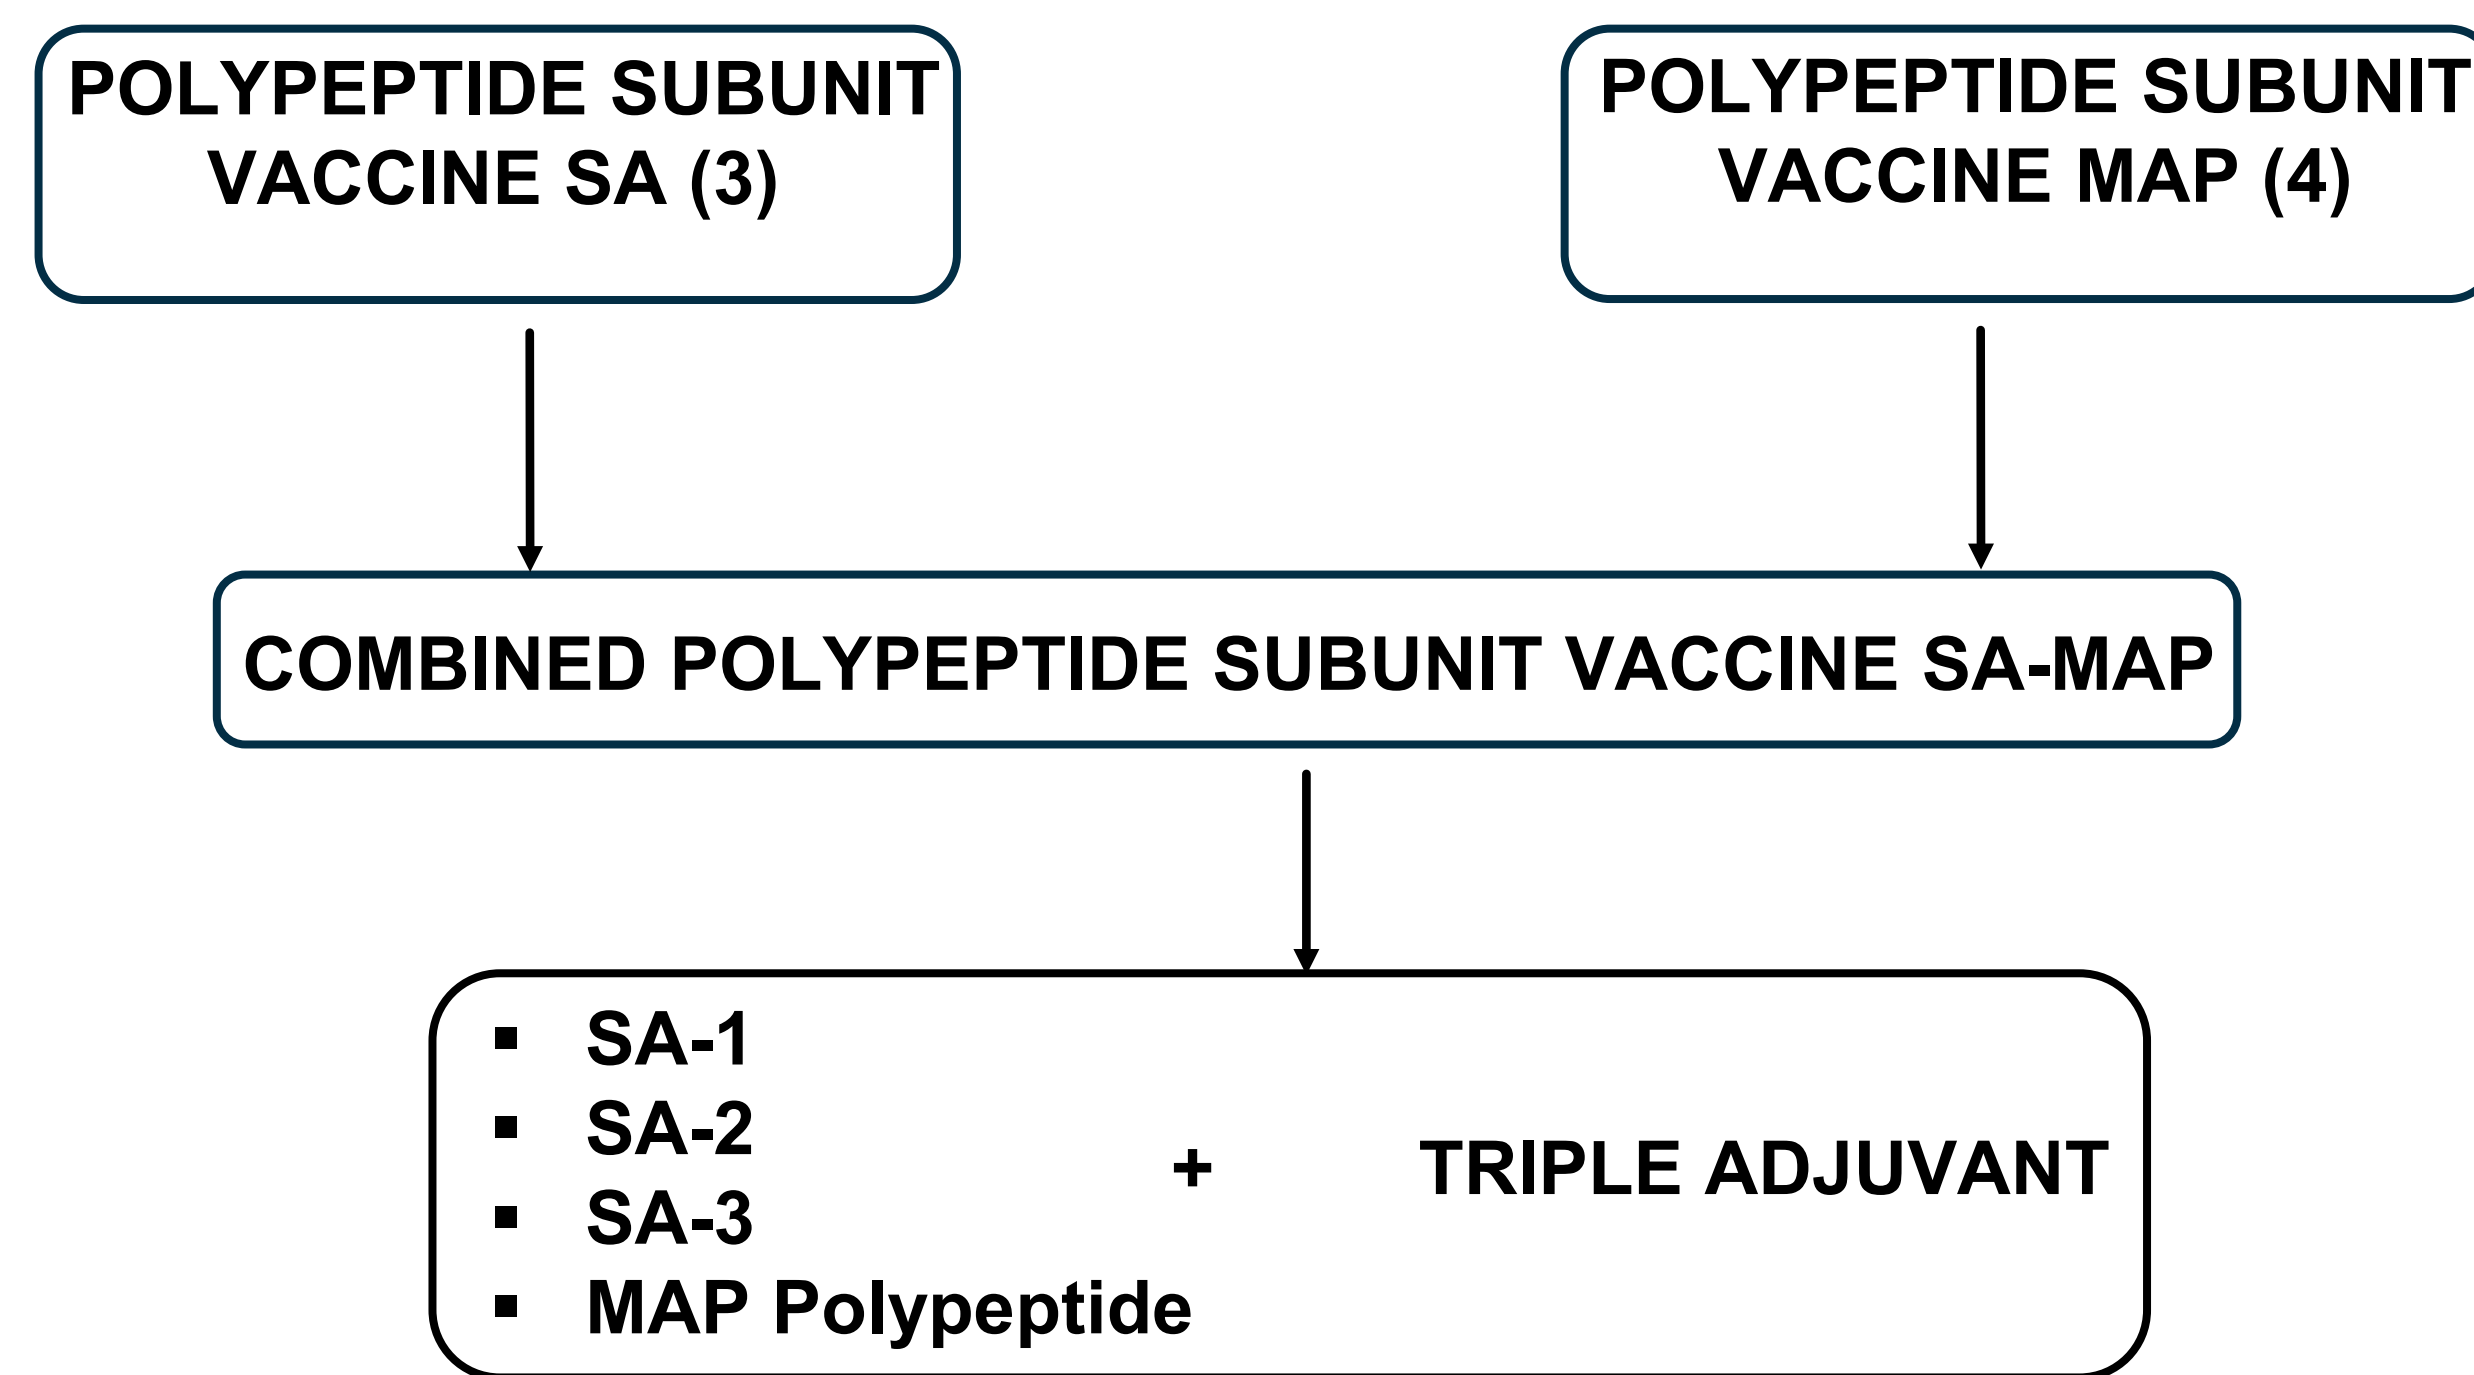 POLYPEPTIDE SUBUNIT
VACCINE SA (3)
POLYPEPTIDE SUBUNIT
VACCINE MAP (4)
COMBINED POLYPEPTIDE SUBUNIT VACCINE SA-MAP
▪ SA-1
▪ SA-2
▪ SA-3
▪ MAP Polypeptide
+ TRIPLE ADJUVANT